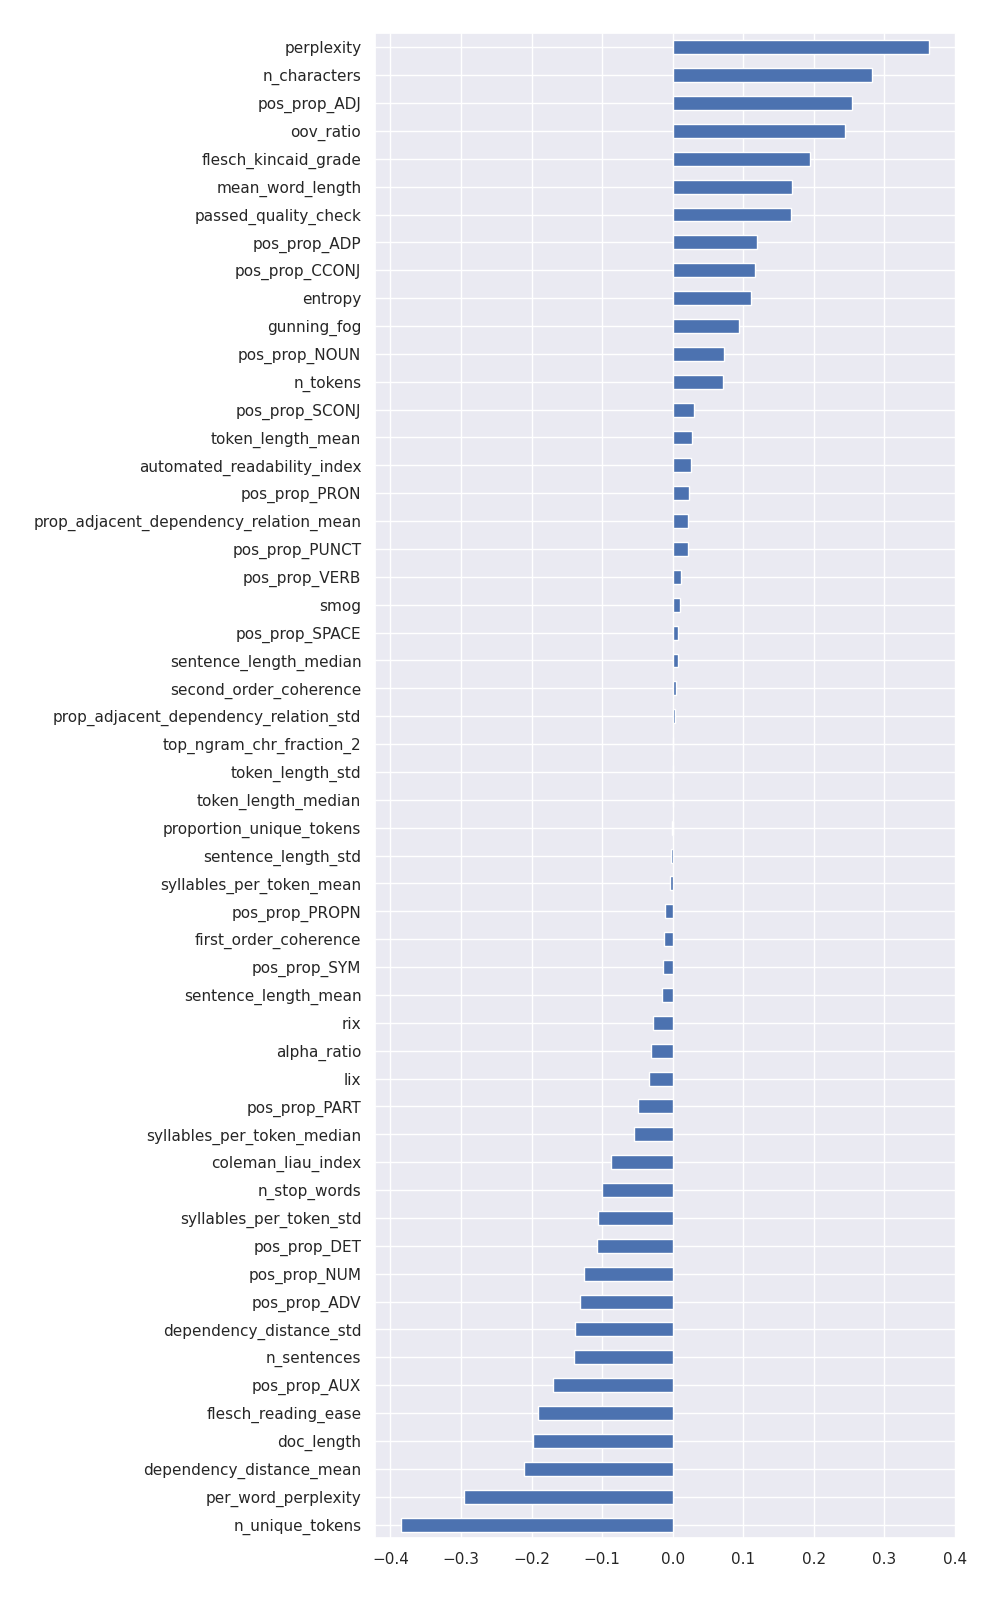 perplexity
n_characters
pos_prop_ADJ
oov_ratio
flesch_kincaid_grade
mean_word_length
passed_quality_check
pos_prop_ADP
pos_prop_CCONJ
entropy
gunning_fog
pos_prop_NOUN
n_tokens
pos_prop_SCONJ
token_length_mean
automated_readability_index
pos_prop_PRON
prop_adjacent_dependency_relation_mean
pos_prop_PUNCT
pos_prop_VERB
smog
pos_prop_SPACE
sentence_length_median
second_order_coherence
prop_adjacent_dependency_relation_std
top_ngram_chr_fraction_2
token_length_std
token_length_median
proportion_unique_tokens
sentence_length_std
syllables_per_token_mean
pos_prop_PROPN
first_order_coherence
pos_prop_SYM
sentence_length_mean
rix
alpha_ratio
lix
pos_prop_PART
syllables_per_token_median
coleman_liau_index
n_stop_words
syllables_per_token_std
pos_prop_DET
pos_prop_NUM
pos_prop_ADV
dependency_distance_std
n_sentences
pos_prop_AUX
flesch_reading_ease
doc_length
dependency_distance_mean
per_word_perplexity
n_unique_tokens
−0.4 −0.3 −0.2 −0.1 0.0 0.1 0.2 0.3 0.4